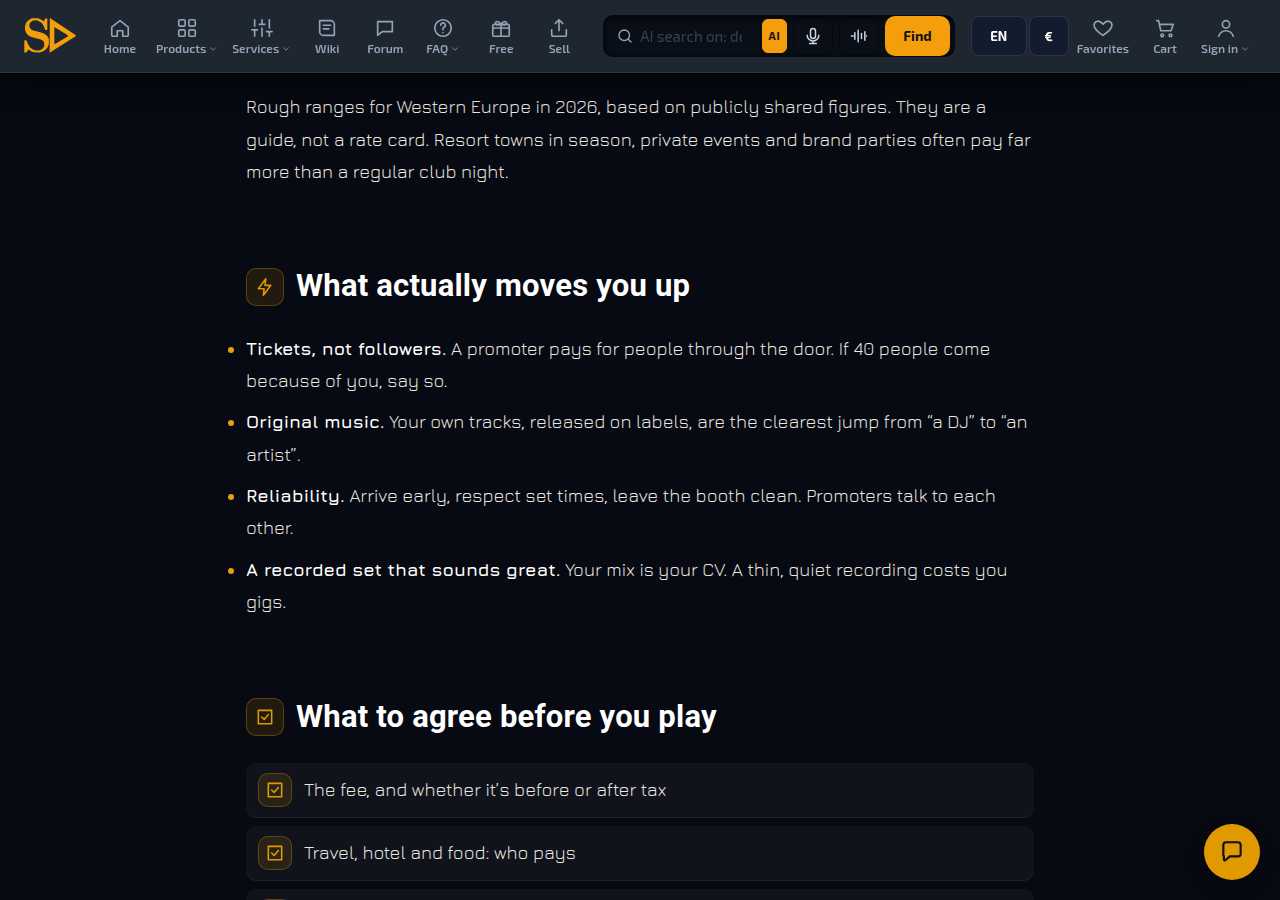 Home
Products
Services
Wiki
Forum
FAQ
Free
Sell
AI search on:
AI
Find
EN
€
Favorites
Cart
Sign in
Rough ranges for Western Europe in 2026, based on publicly shared figures. They are a
guide, not a rate card. Resort towns in season, private events and brand parties often pay far
more than a regular club night.
What actually moves you up
Tickets, not followers. A promoter pays for people through the door. If 40 people come
because of you, say so.
Original music. Your own tracks, released on labels, are the clearest jump from “a DJ” to “an
artist”.
Reliability. Arrive early, respect set times, leave the booth clean. Promoters talk to each
other.
A recorded set that sounds great. Your mix is your CV. A thin, quiet recording costs you
gigs.
What to agree before you play
The fee, and whether it’s before or after tax
Travel, hotel and food: who pays